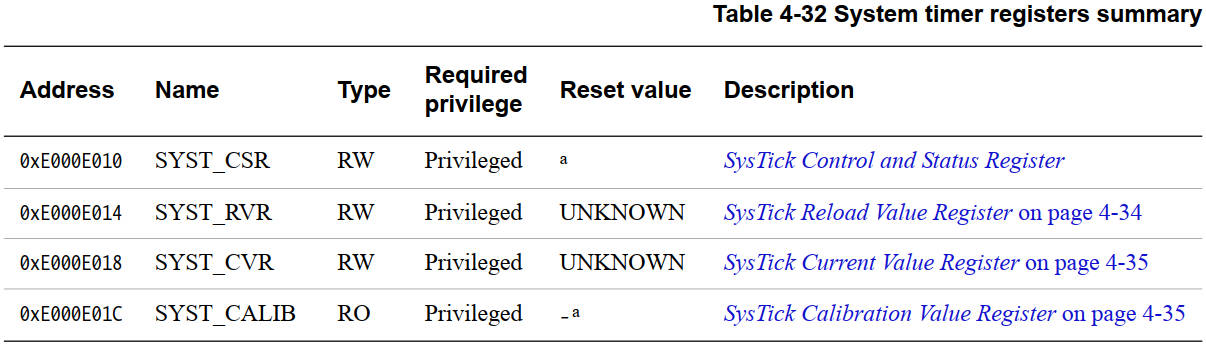 Table 4-32 System timer registers summary
Address Name Type Required privilege Reset value Description
0xE000E010 SYST_CSR RW Privileged a SysTick Control and Status Register
0xE000E014 SYST_RVR RW Privileged UNKNOWN SysTick Reload Value Register on page 4-34
0xE000E018 SYST_CVR RW Privileged UNKNOWN SysTick Current Value Register on page 4-35
0xE000E01C SYST_CALIB RO Privileged -a SysTick Calibration Value Register on page 4-35